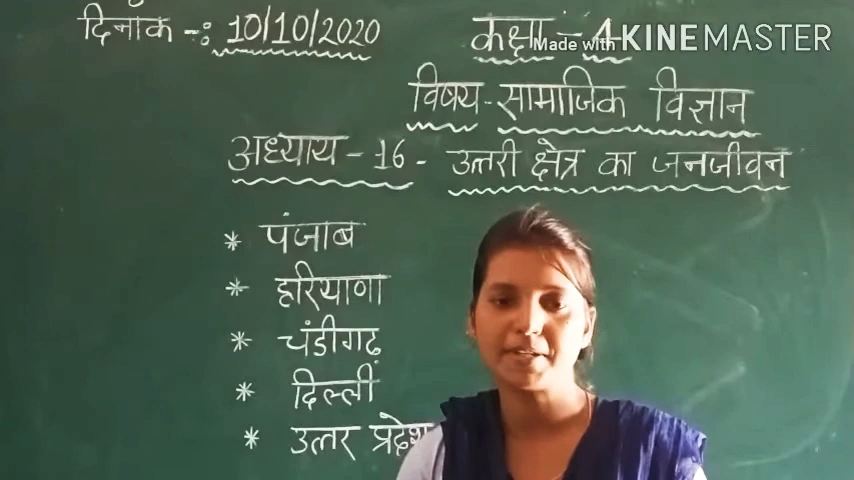 दिनांक -: 10/10/2020
कक्षा - 4
Made with KINEMASTER
विषय - सामाजिक विज्ञान
अध्याय - 16 - उत्तरी क्षेत्र का जनजीवन
* पंजाब
* हरियाणा
* चंडीगढ़
* दिल्ली
* उत्तर प्रदेश